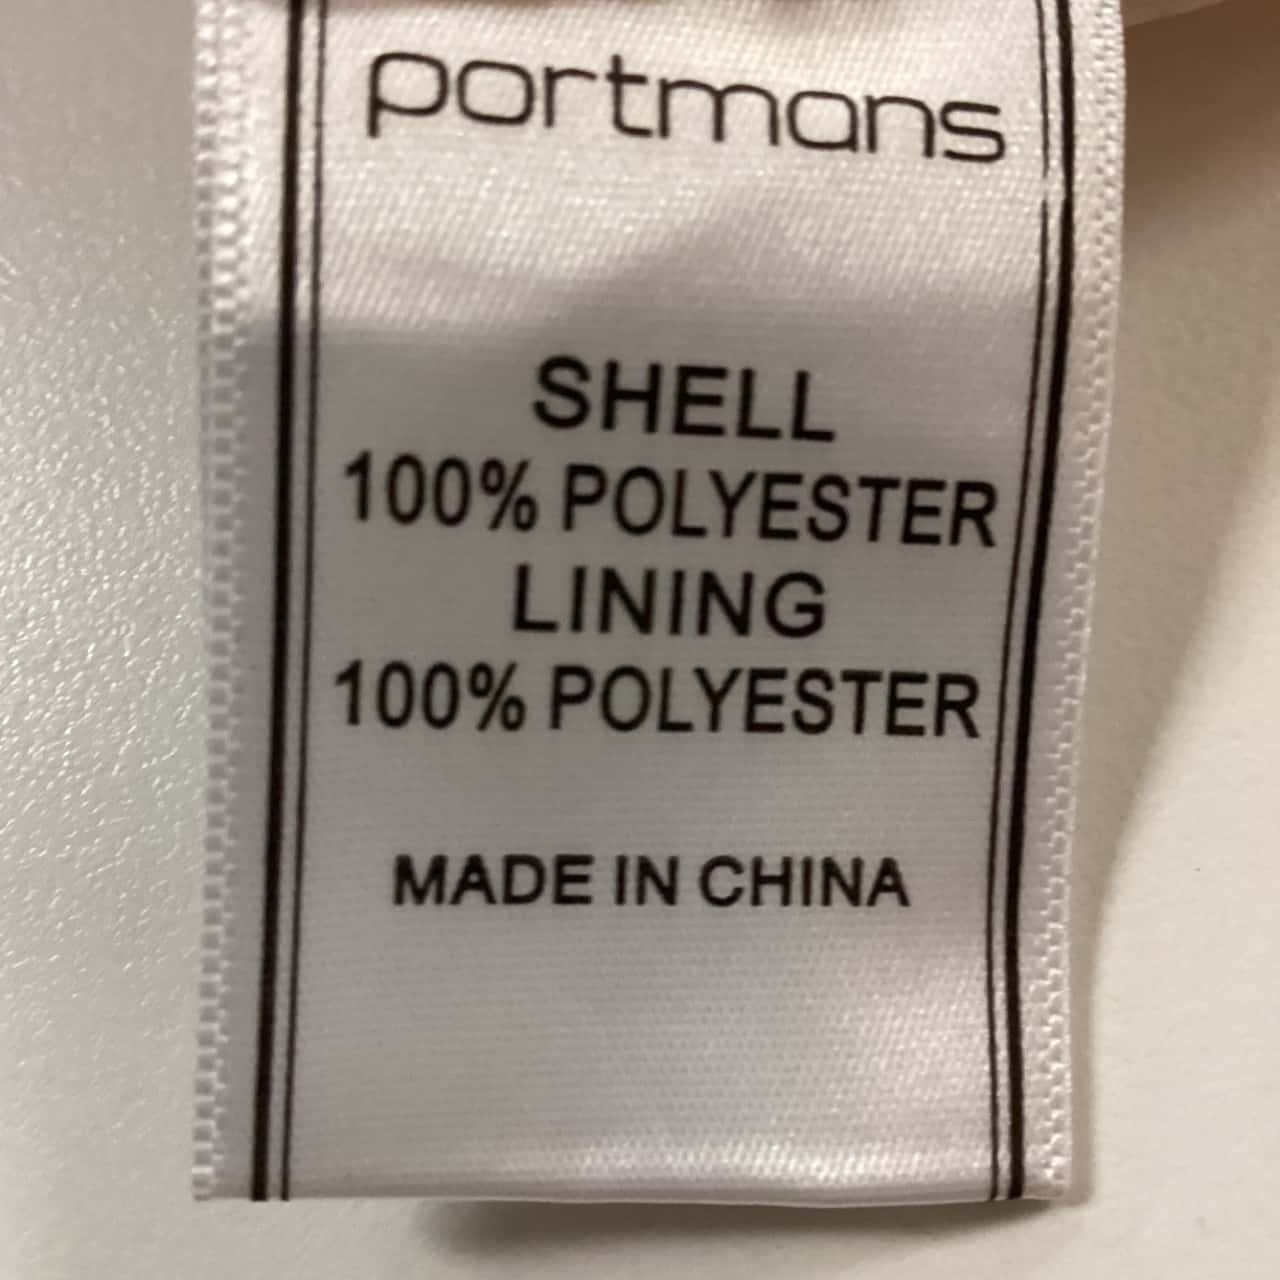 portmans
SHELL
100% POLYESTER
LINING
100% POLYESTER
MADE IN CHINA